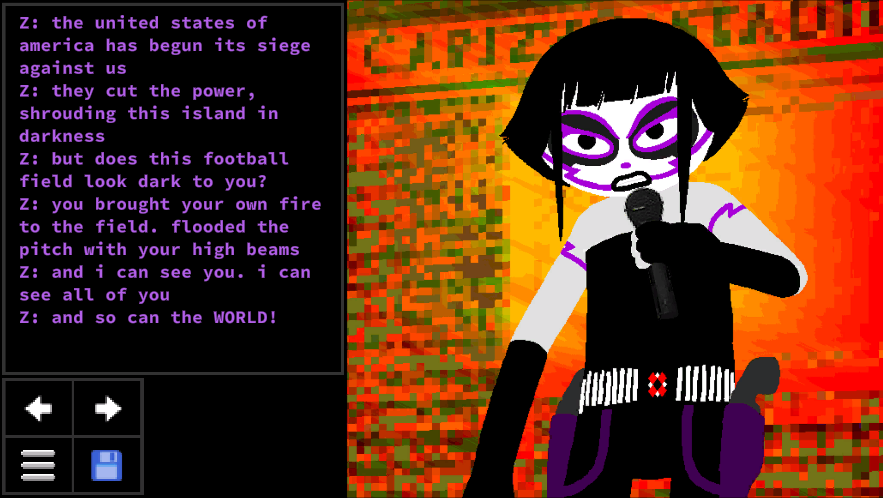 Z: the united states of
america has begun its siege
against us
Z: they cut the power,
shrouding this island in
darkness
Z: but does this football
field look dark to you?
Z: you brought your own fire
to the field. flooded the
pitch with your high beams
Z: and i can see you. i can
see all of you
Z: and so can the WORLD!